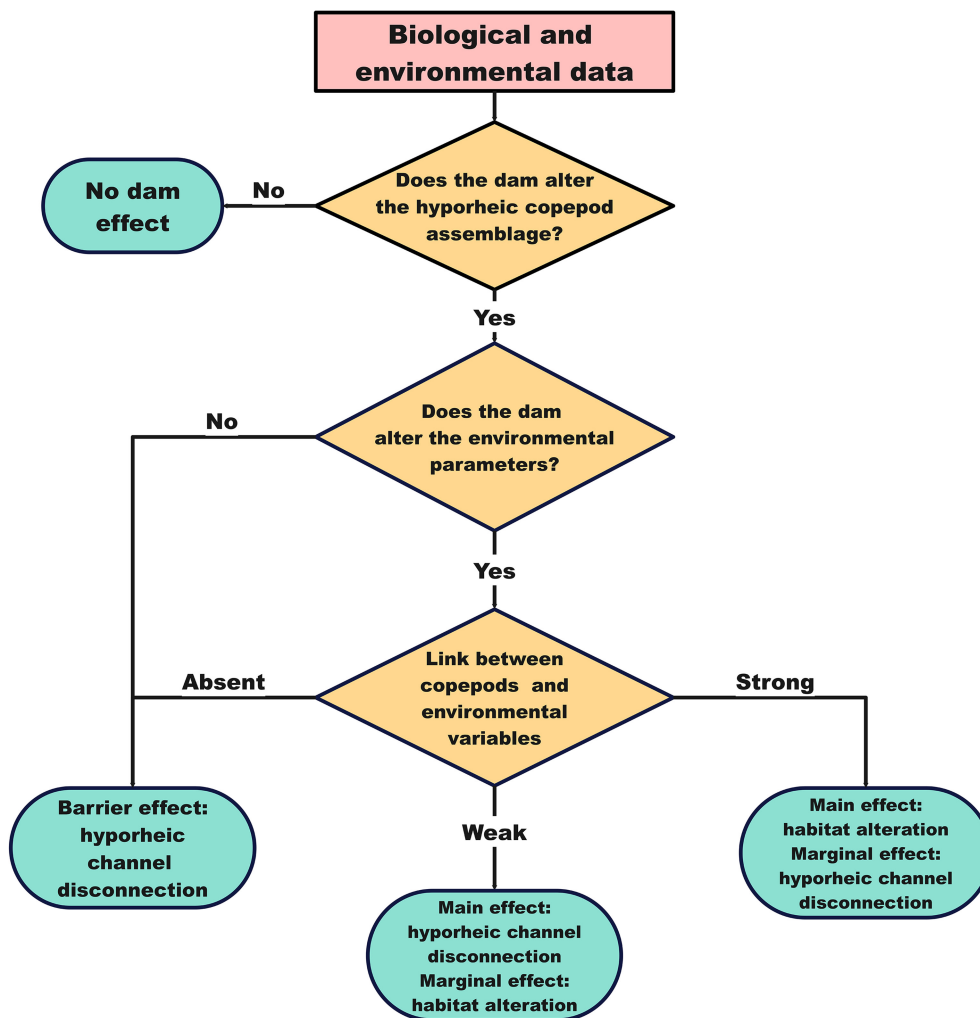 Biological and
environmental data
Does the dam alter
the hyporheic copepod
assemblage?
No
No dam
effect
Yes
Does the dam
alter the environmental
parameters?
No
Yes
Link between
copepods and
environmental
variables
Absent
Strong
Weak
Barrier effect:
hyporheic
channel
disconnection
Main effect:
hyporheic channel
disconnection
Marginal effect:
habitat alteration
Main effect:
habitat alteration
Marginal effect:
hyporheic channel
disconnection